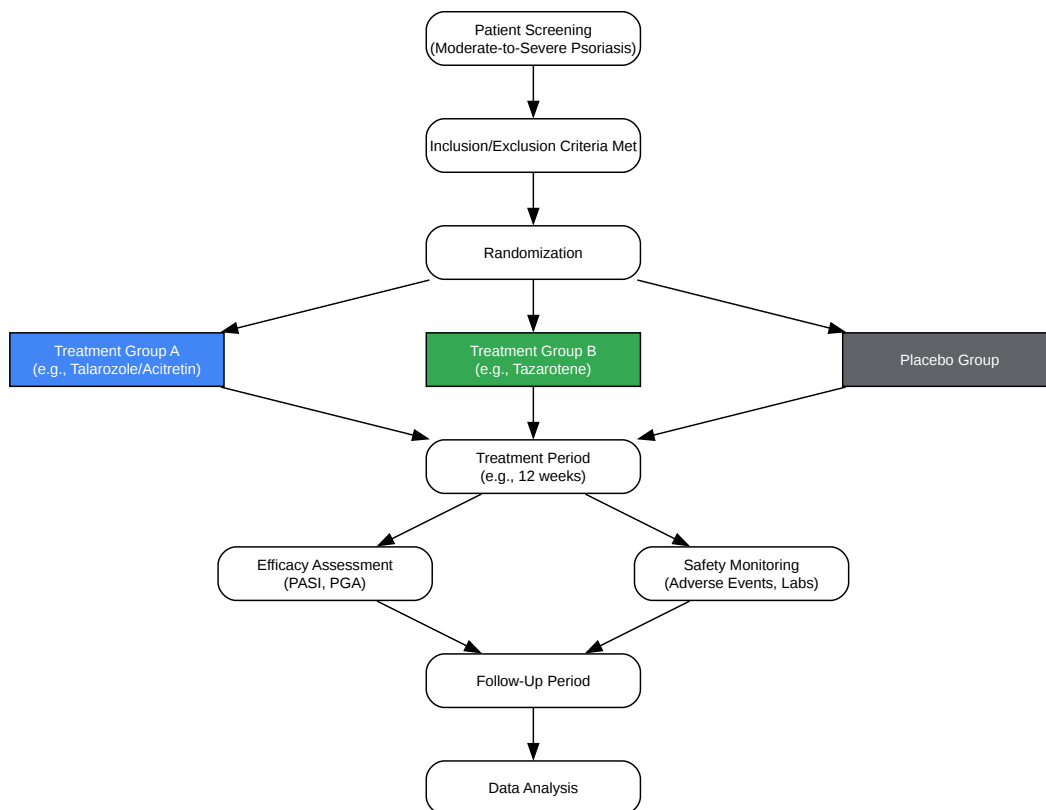 Patient Screening
(Moderate-to-Severe Psoriasis)
Inclusion/Exclusion Criteria Met
Randomization
Treatment Group A
(e.g., Talarozole/Acitretin)
Treatment Group B
(e.g., Tazarotene)
Placebo Group
Treatment Period
(e.g., 12 weeks)
Efficacy Assessment
(PASI, PGA)
Safety Monitoring
(Adverse Events, Labs)
Follow-Up Period
Data Analysis